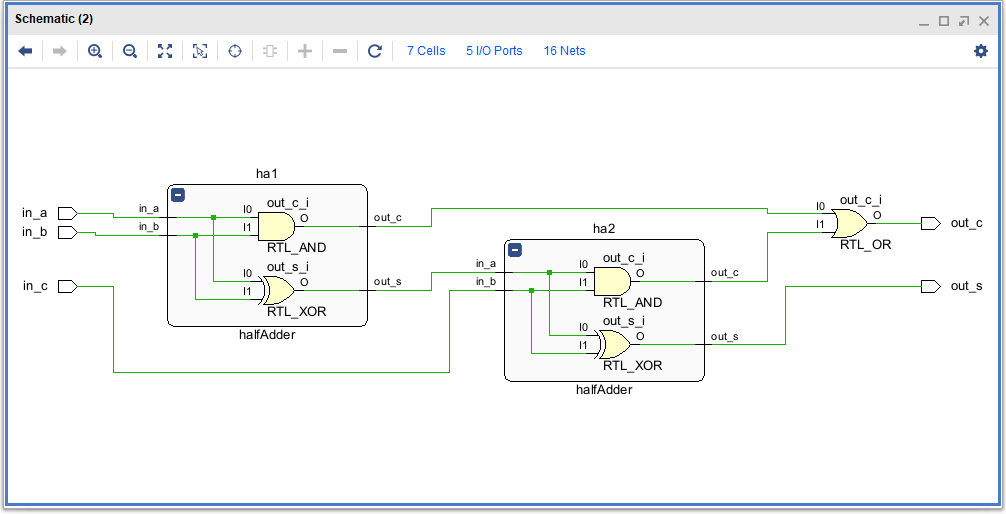 Schematic (2)
7 Cells 5 I/O Ports 16 Nets
ha1
in_a in_a I0 out_c_i O out_c
in_b in_b I1 RTL_AND
I0 out_s_i O out_s
I1 RTL_XOR
halfAdder
in_c
ha2
in_a I0 out_c_i O out_c
in_b I1 RTL_AND
I0 out_s_i O out_s
I1 RTL_XOR
halfAdder
I0 out_c_i O out_c
I1 RTL_OR
out_s